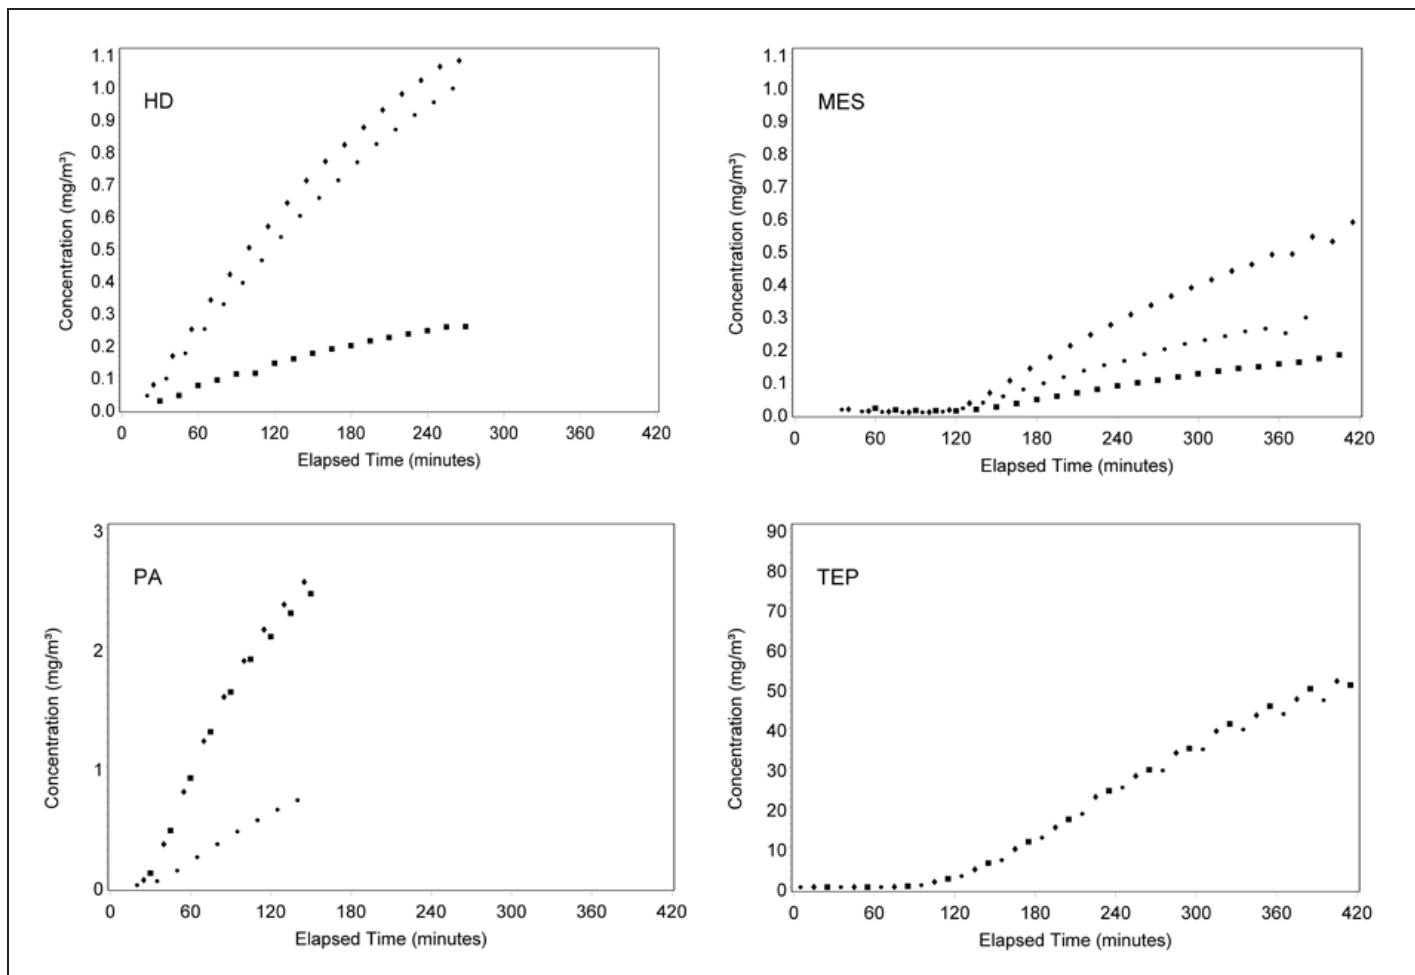 HD
Concentration (mg/m³)
1.1
1.0
0.9
0.8
0.7
0.6
0.5
0.4
0.3
0.2
0.1
0.0
0 60 120 180 240 300 360 420
Elapsed Time (minutes)
MES
Concentration (mg/m³)
1.1
1.0
0.9
0.8
0.7
0.6
0.5
0.4
0.3
0.2
0.1
0.0
0 60 120 180 240 300 360 420
Elapsed Time (minutes)
PA
Concentration (mg/m³)
3
2
1
0
0 60 120 180 240 300 360 420
Elapsed Time (minutes)
TEP
Concentration (mg/m³)
90
80
70
60
50
40
30
20
10
0
0 60 120 180 240 300 360 420
Elapsed Time (minutes)